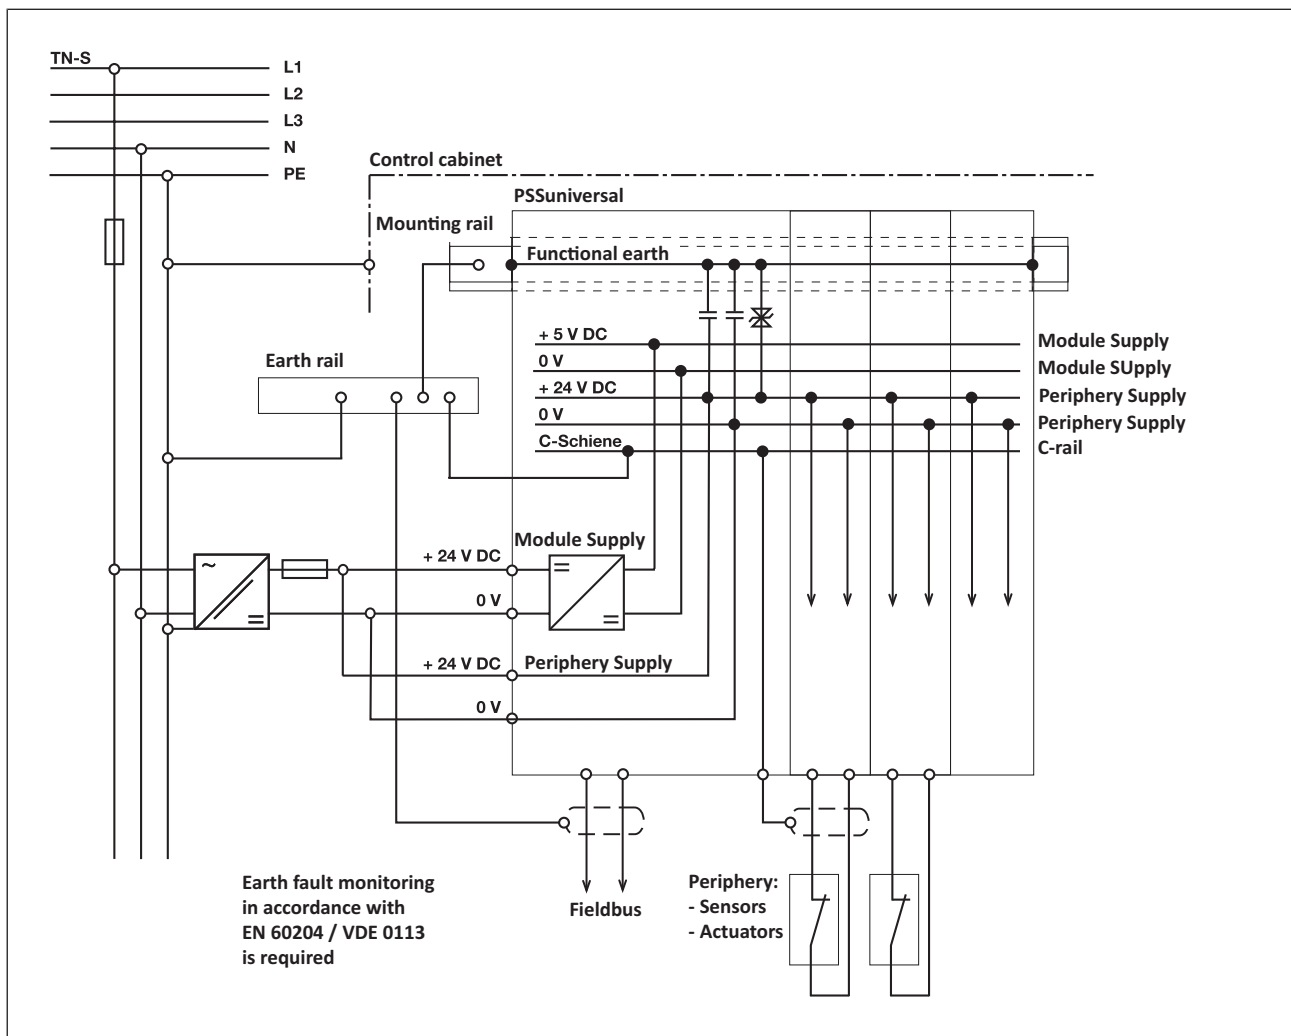 TN-S
L1
L2
L3
N
PE
Control cabinet
PSSuniversal
Mounting rail
Functional earth
+ 5 V DC
Module Supply
0 V
Module SUpply
Earth rail
+ 24 V DC
Periphery Supply
0 V
Periphery Supply
C-Schiene
C-rail
Module Supply
+ 24 V DC
~
0 V
+ 24 V DC
Periphery Supply
0 V
Earth fault monitoring
in accordance with
EN 60204 / VDE 0113
is required
Fieldbus
Periphery:
- Sensors
- Actuators